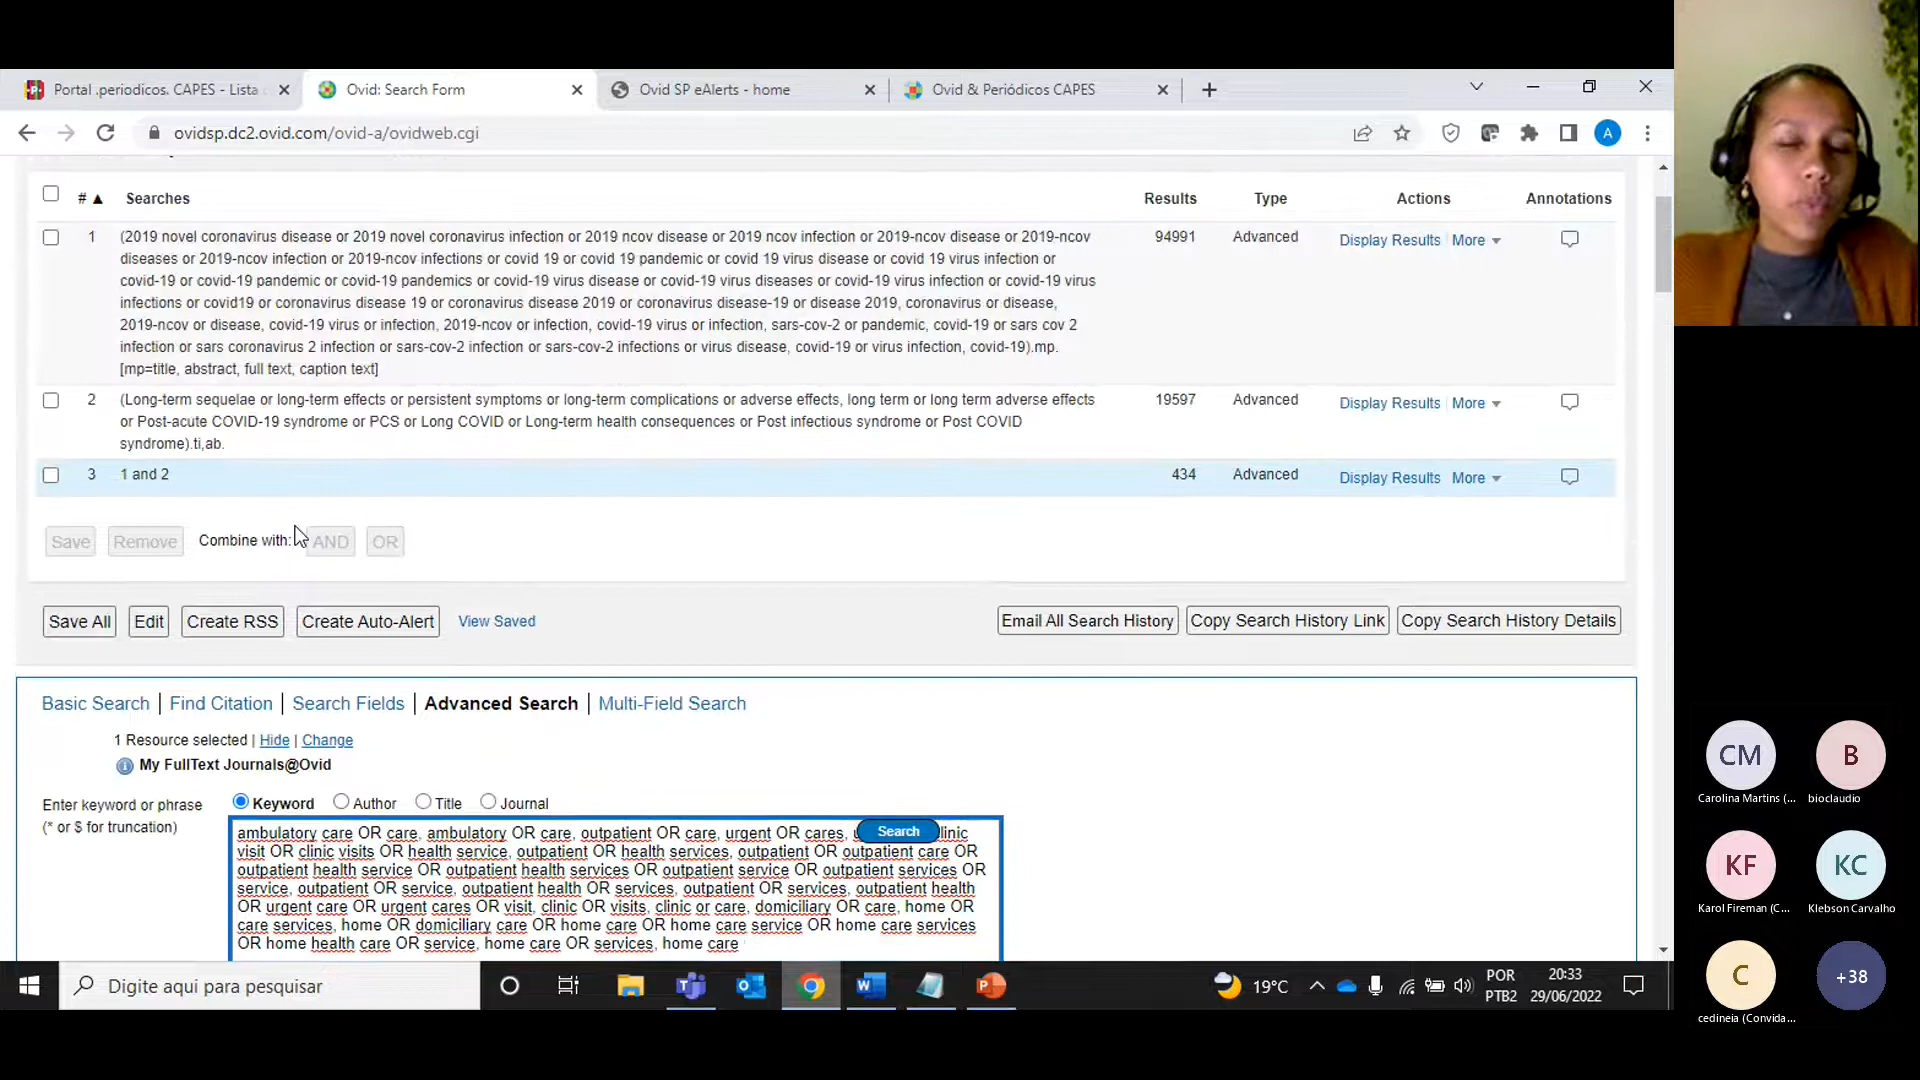 Portal .periodicos. CAPES - Lista
Ovid: Search Form
Ovid SP eAlerts - home
Ovid & Periódicos CAPES
ovidsp.dc2.ovid.com/ovid-a/ovidweb.cgi
A
# ▲ Searches Results Type Actions Annotations
1 (2019 novel coronavirus disease or 2019 novel coronavirus infection or 2019 ncov disease or 2019 ncov infection or 2019-ncov disease or 2019-ncov 94991 Advanced Display Results More
diseases or 2019-ncov infection or 2019-ncov infections or covid 19 or covid 19 pandemic or covid 19 virus disease or covid 19 virus infection or
covid-19 or covid-19 pandemic or covid-19 pandemics or covid-19 virus disease or covid-19 virus diseases or covid-19 virus infection or covid-19 virus
infections or covid19 or coronavirus disease 19 or coronavirus disease 2019 or coronavirus disease-19 or disease 2019, coronavirus or disease,
2019-ncov or disease, covid-19 virus or infection, 2019-ncov or infection, covid-19 virus or infection, sars-cov-2 or pandemic, covid-19 or sars cov 2
infection or sars coronavirus 2 infection or sars-cov-2 infection or sars-cov-2 infections or virus disease, covid-19 or virus infection, covid-19).mp.
[mp=title, abstract, full text, caption text]
2 (Long-term sequelae or long-term effects or persistent symptoms or long-term complications or adverse effects, long term or long term adverse effects 19597 Advanced Display Results More
or Post-acute COVID-19 syndrome or PCS or Long COVID or Long-term health consequences or Post infectious syndrome or Post COVID
syndrome).ti,ab.
3 1 and 2 434 Advanced Display Results More
Save Remove Combine with: AND OR
Save All Edit Create RSS Create Auto-Alert View Saved Email All Search History Copy Search History Link Copy Search History Details
Basic Search | Find Citation | Search Fields | Advanced Search | Multi-Field Search
1 Resource selected | Hide | Change
My FullText Journals@Ovid
Enter keyword or phrase
(* or $ for truncation)
Keyword Author Title Journal
ambulatory care OR care, ambulatory OR care, outpatient OR care, urgent OR cares, Search clinic
visit OR clinic visits OR health service, outpatient OR health services, outpatient OR outpatient care OR
outpatient health service OR outpatient health services OR outpatient service OR outpatient services OR
service, outpatient OR service, outpatient health OR services, outpatient OR services, outpatient health
OR urgent care OR urgent cares OR visit, clinic OR visits, clinic or care, domiciliary OR care, home OR
care services, home OR domiciliary care OR home care OR home care service OR home care services
OR home health care OR service, home care OR services, home care
Digite aqui para pesquisar
19°C
POR
PTB2
20:33
29/06/2022
CM
Carolina Martins (...
B
bioclaudio
KF
Karol Fireman (C...
KC
Klebson Carvalho
C
cedineia (Convida...
+38